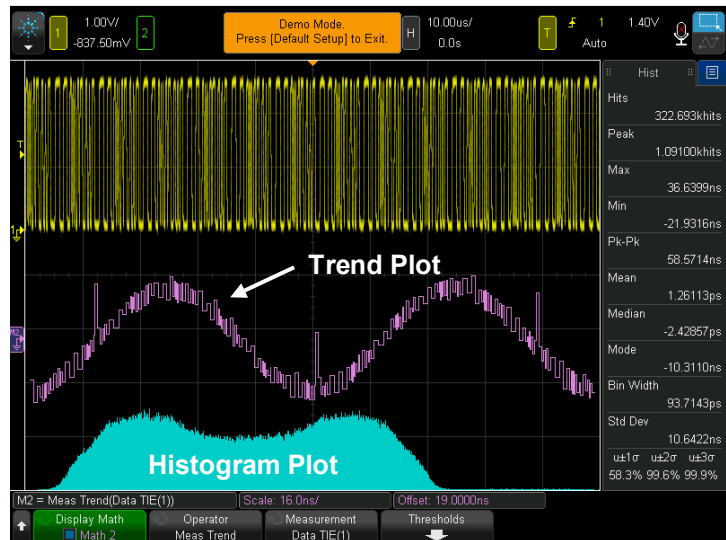 1 1.00V/ -837.50mV 2
Demo Mode.
Press [Default Setup] to Exit.
H 10.00us/ 0.0s
T 1 1.40V
Auto
Hist
Hits
322.693khits
Peak
1.09100khits
Max
36.6399ns
Min
-21.9316ns
Pk-Pk
58.5714ns
Mean
1.26113ps
Median
-2.42857ps
Mode
-10.3110ns
Bin Width
93.7143ps
Std Dev
10.6422ns
u±1σ u±2σ u±3σ
58.3% 99.6% 99.9%
T
1
Trend Plot
M2
Histogram Plot
M2 = Meas Trend(Data TIE(1)) Scale: 16.0ns/ Offset: 19.0000ns
Display Math Operator Measurement Thresholds
Math 2 Meas Trend Data TIE(1)